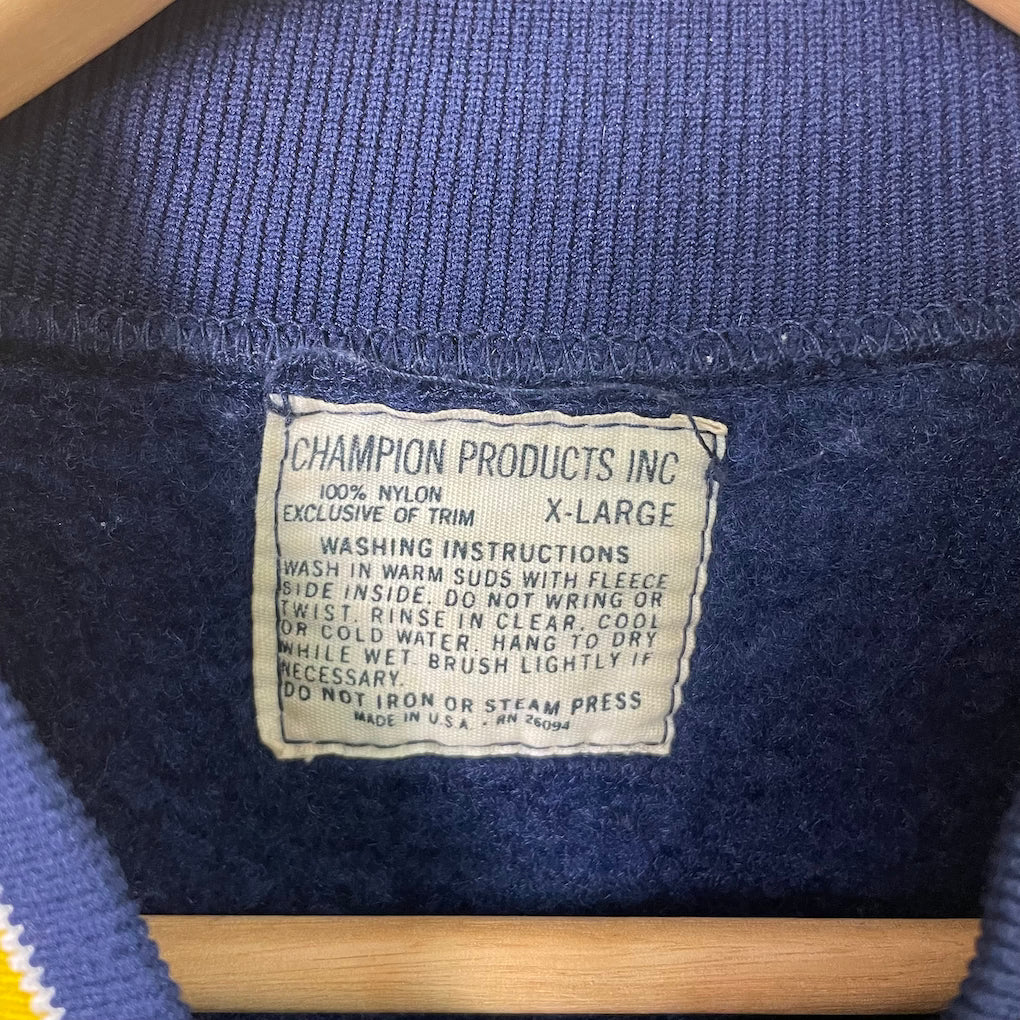 CHAMPION PRODUCTS INC
100% NYLON
EXCLUSIVE OF TRIM X-LARGE
WASHING INSTRUCTIONS
WASH IN WARM SUDS WITH FLEECE
SIDE INSIDE. DO NOT WRING OR
TWIST. RINSE IN CLEAR. COOL
OR COLD WATER. HANG TO DRY
WHILE WET. BRUSH LIGHTLY IF
NECESSARY.
DO NOT IRON OR STEAM PRESS
MADE IN U.S.A. - RN 26094